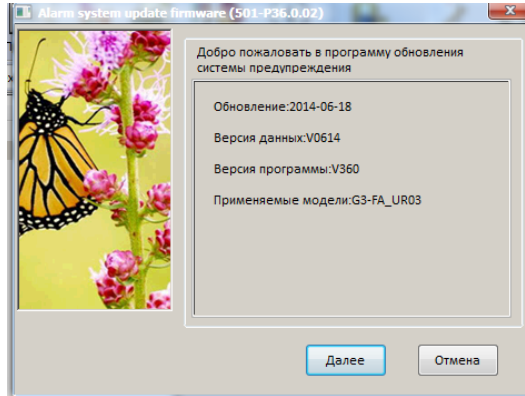 Alarm system update firmware (501-P36.0.02)
Добро пожаловать в программу обновления
системы предупреждения
Обновление:2014-06-18
Версия данных:V0614
Версия программы:V360
Применяемые модели:G3-FA_UR03
Далее
Отмена